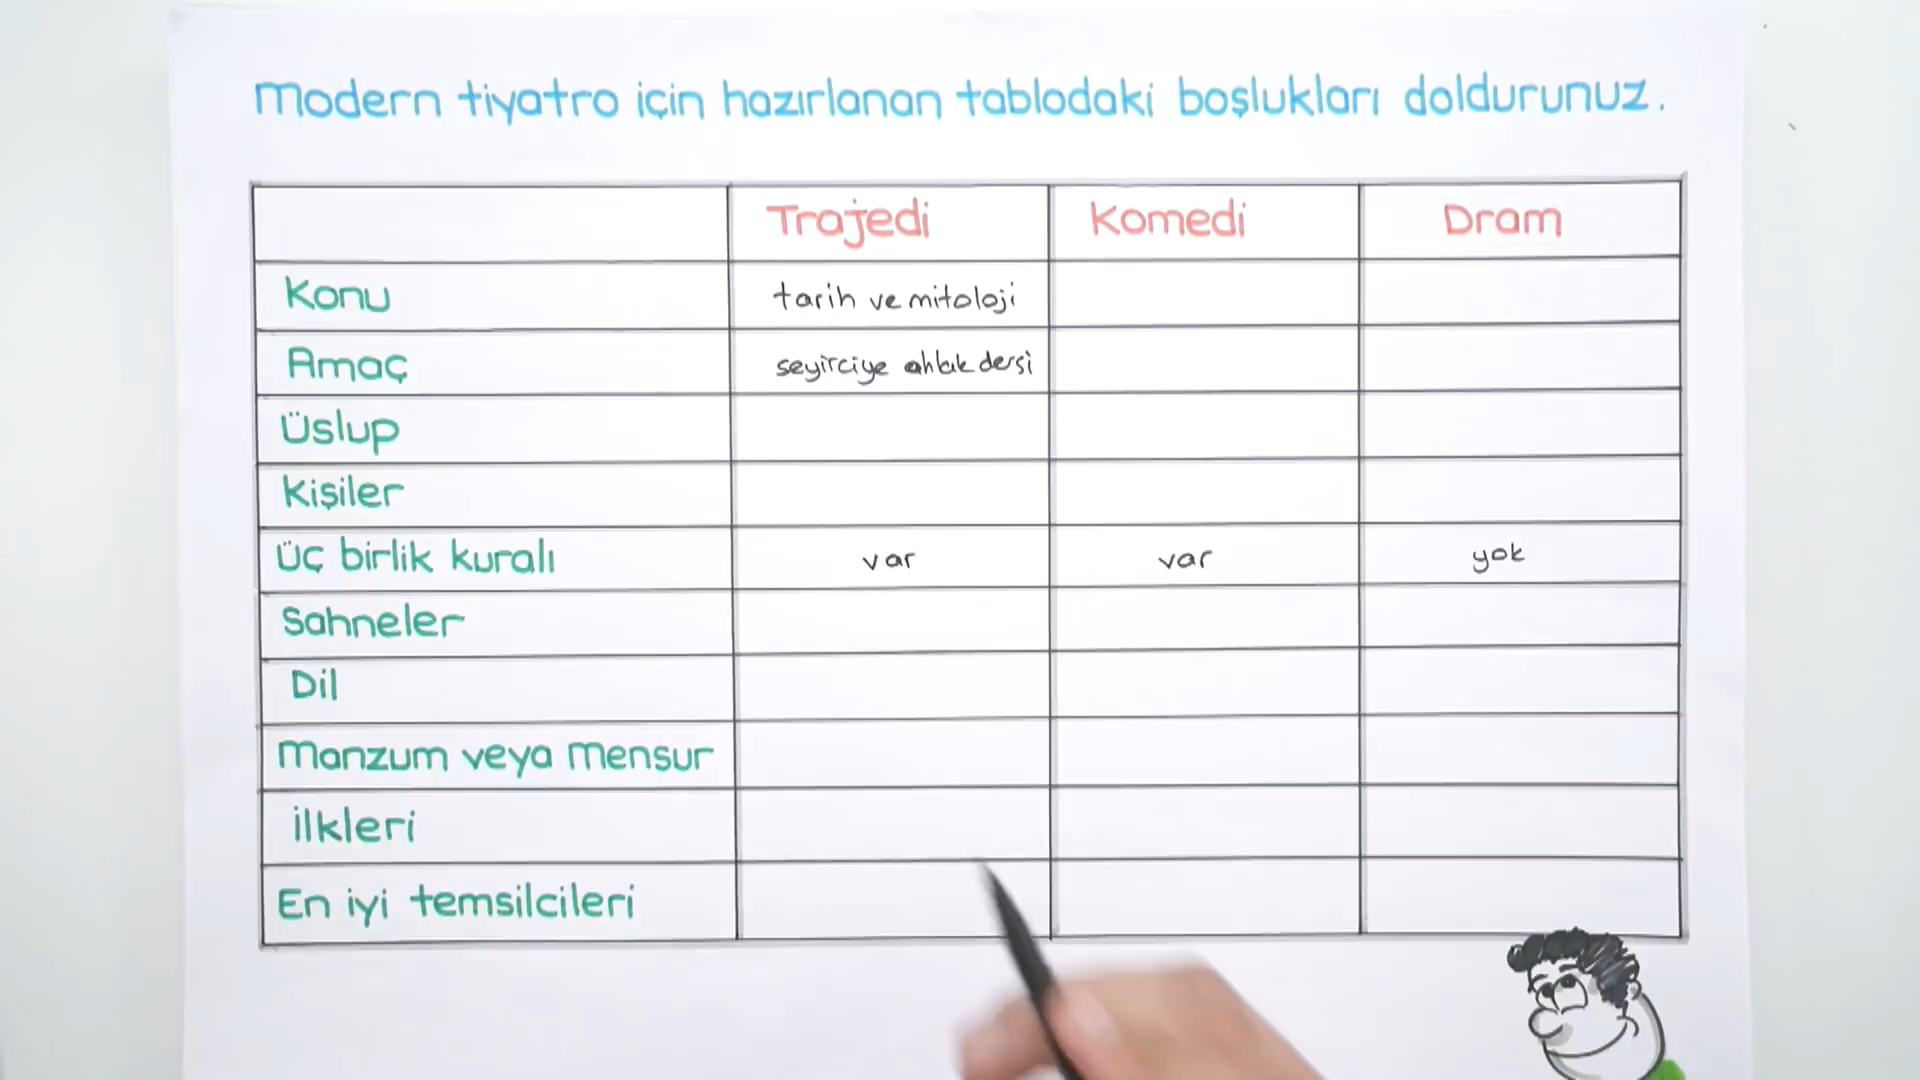 Modern tiyatro için hazırlanan tablodaki boşlukları doldurunuz.
Trajedi Komedi Dram
Konu tarih ve mitoloji
Amaç seyirciye ahlak dersi
Üslup
Kişiler
Üç birlik kuralı var var yok
Sahneler
Dil
Manzum veya Mensur
İlkleri
En iyi temsilcileri